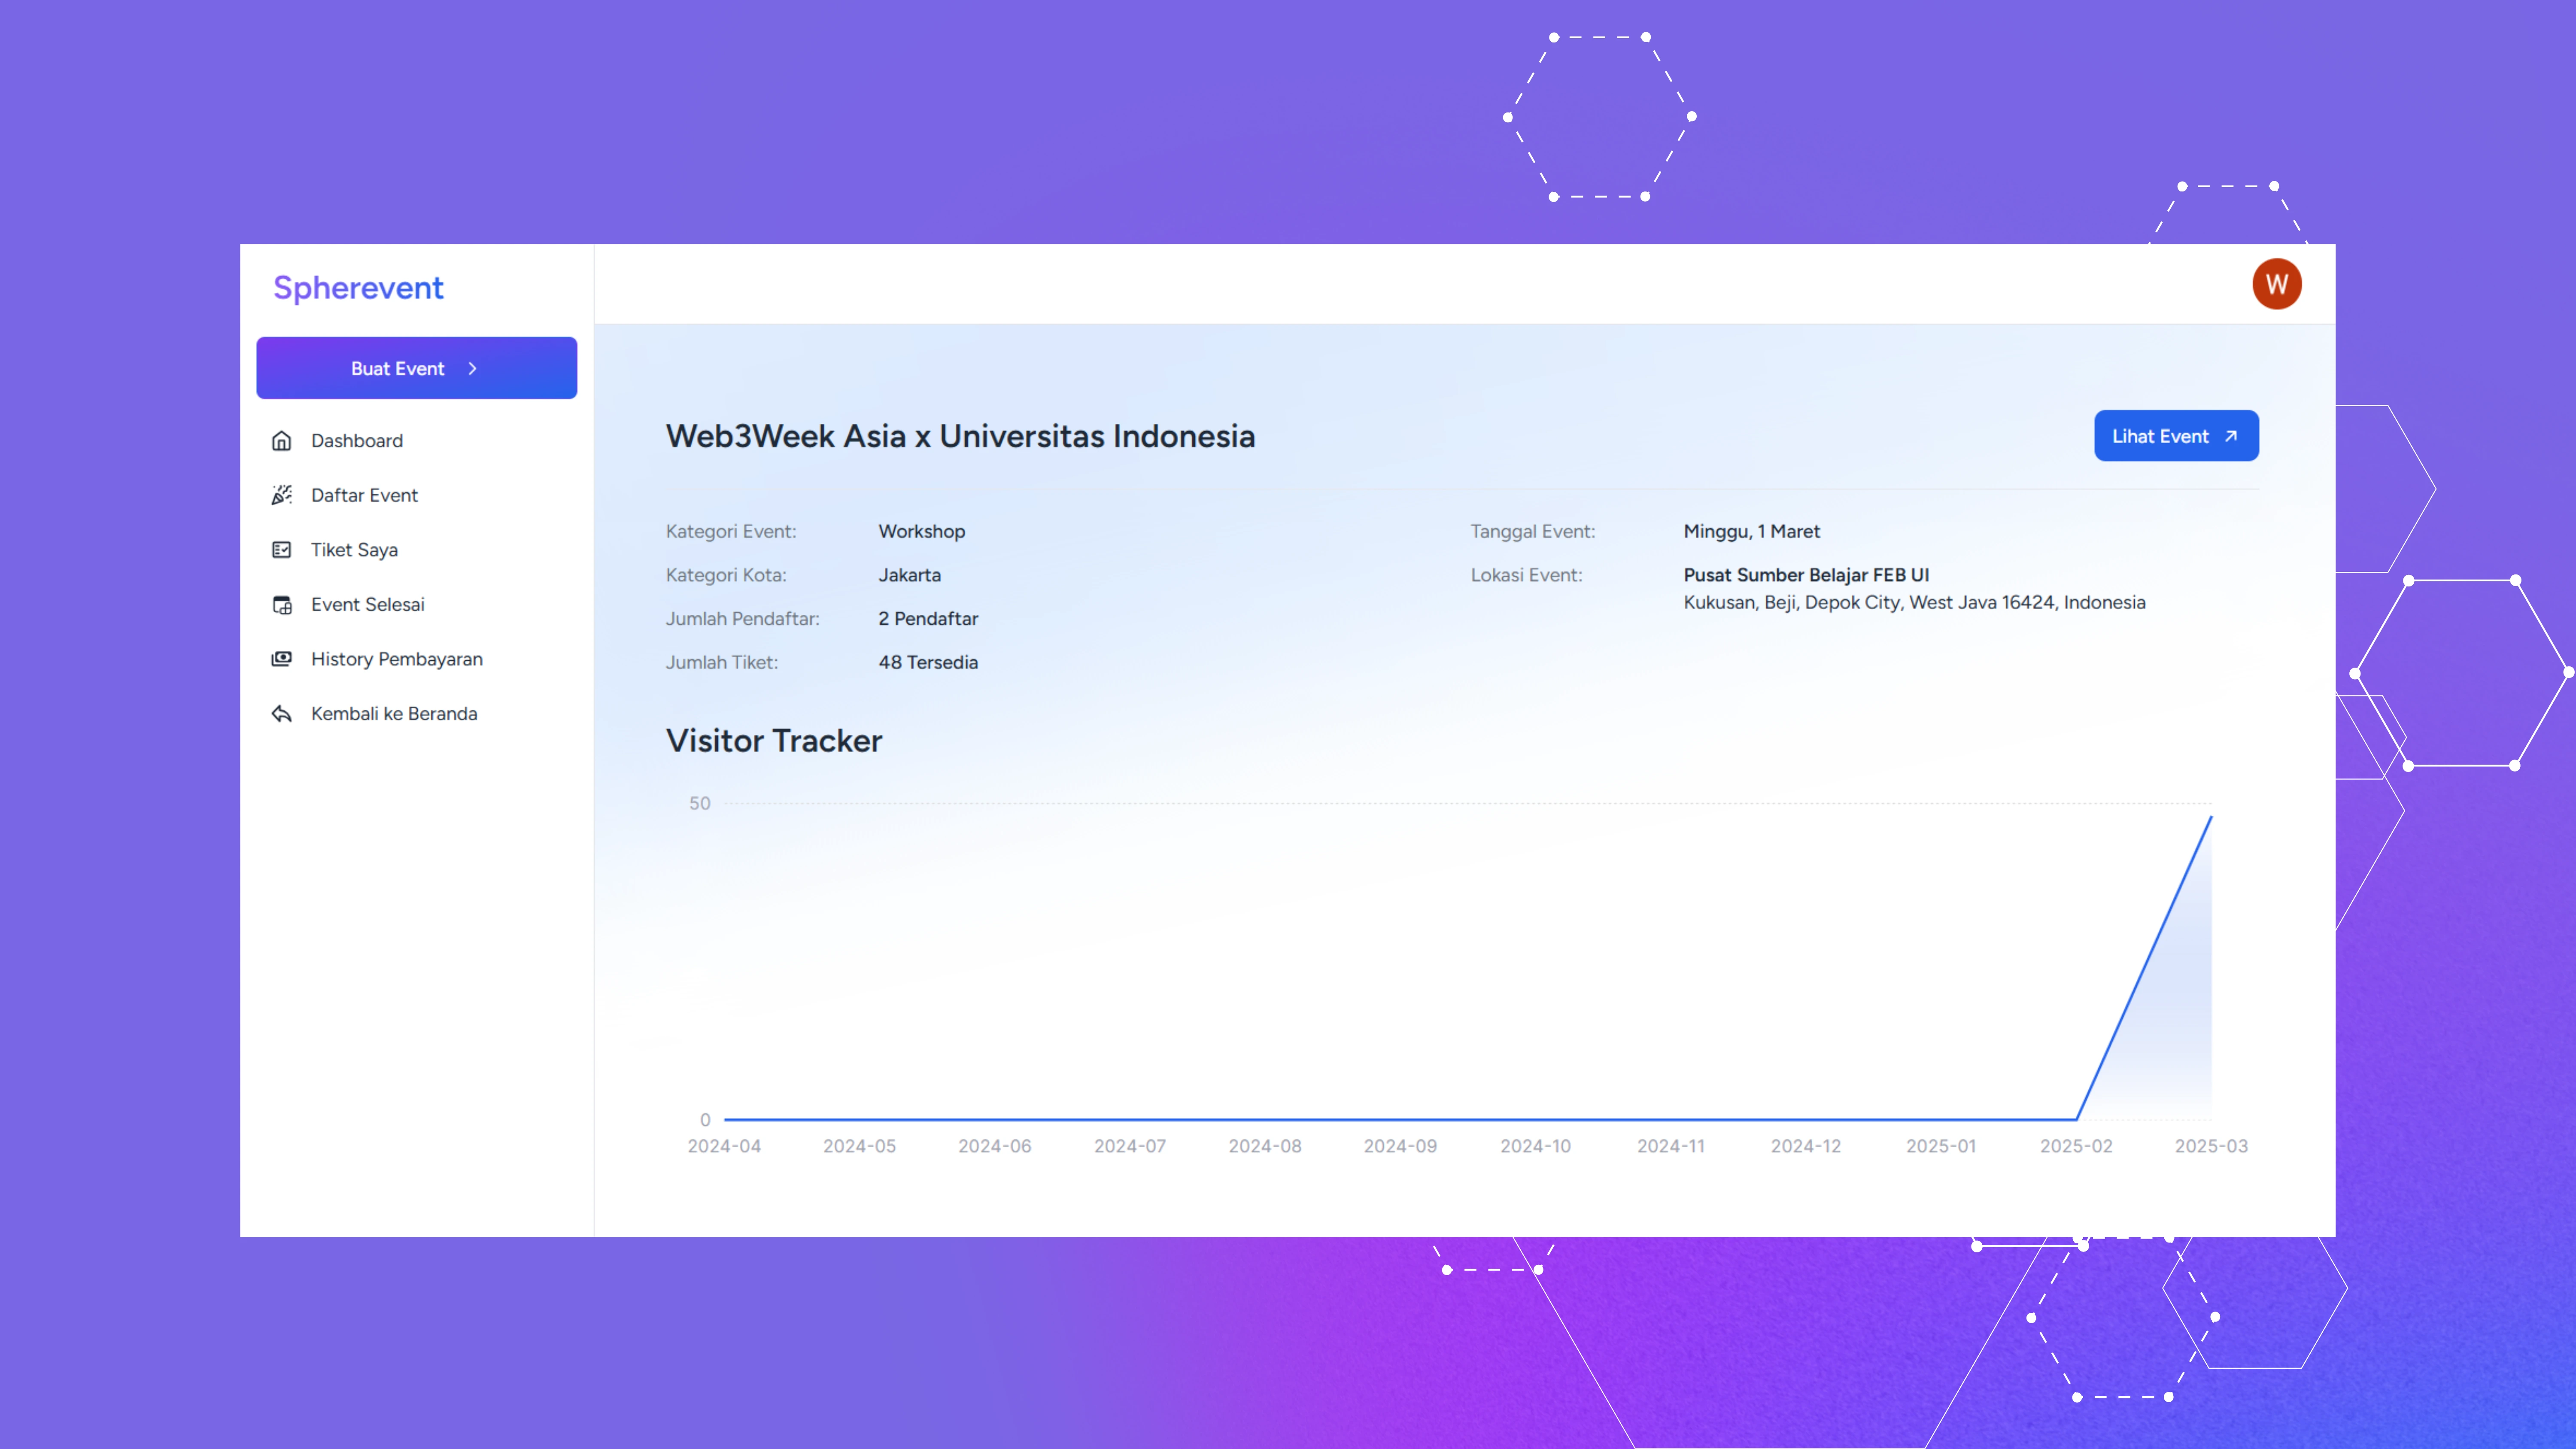 Spherevent
W
Buat Event
Dashboard
Daftar Event
Tiket Saya
Event Selesai
History Pembayaran
Kembali ke Beranda
Web3Week Asia x Universitas Indonesia
Lihat Event
Kategori Event: Workshop
Kategori Kota: Jakarta
Jumlah Pendaftar: 2 Pendaftar
Jumlah Tiket: 48 Tersedia
Tanggal Event: Minggu, 1 Maret
Lokasi Event: Pusat Sumber Belajar FEB UI
Kukusan, Beji, Depok City, West Java 16424, Indonesia
Visitor Tracker
50
0
2024-04 2024-05 2024-06 2024-07 2024-08 2024-09 2024-10 2024-11 2024-12 2025-01 2025-02 2025-03